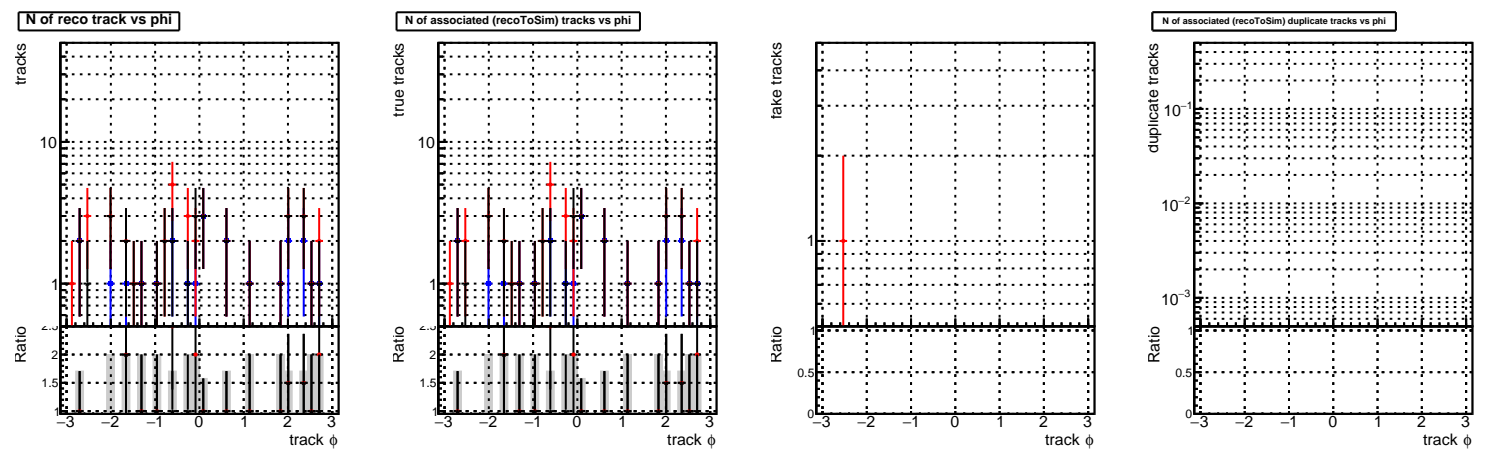 N of reco track vs phi
tracks
10
1
Ratio
2.5
2
1.5
1
−3 −2 −1 0 1 2 3
track ϕ
N of associated (recoToSim) tracks vs phi
true tracks
10
1
Ratio
2.5
2
1.5
1
−3 −2 −1 0 1 2 3
track ϕ
fake tracks
1
Ratio
1
0.5
0
−3 −2 −1 0 1 2 3
track ϕ
N of associated (recoToSim) duplicate tracks vs phi
duplicate tracks
10−1
10−2
10−3
Ratio
1
0.5
0
−3 −2 −1 0 1 2 3
track ϕ